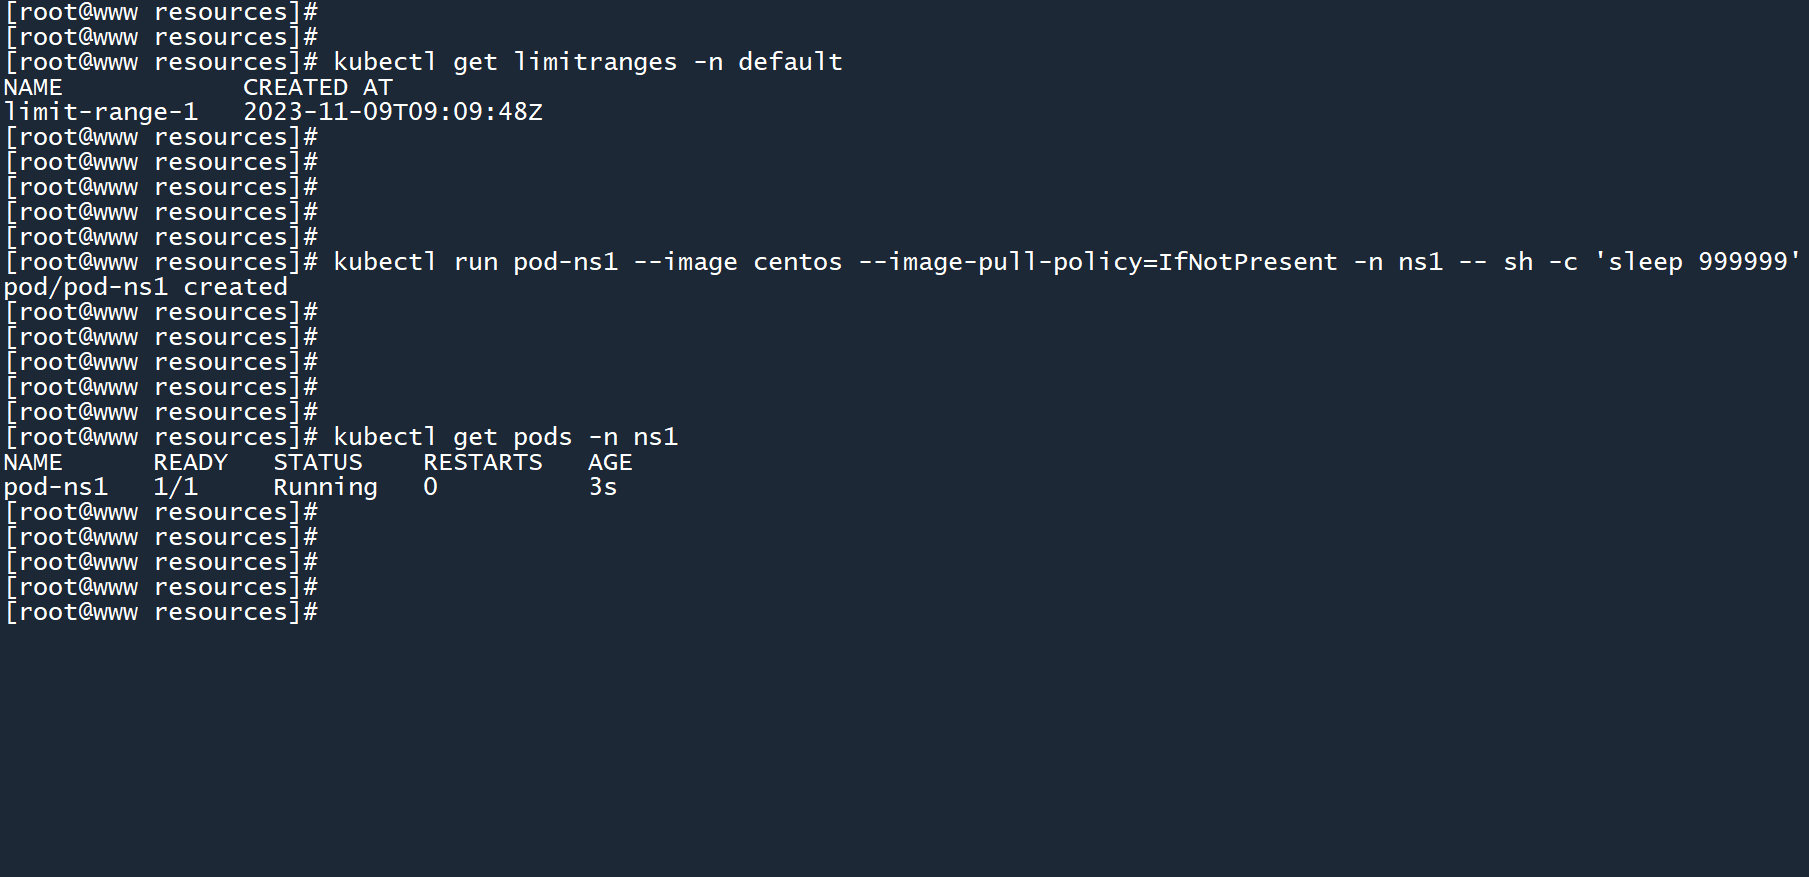 [root@www resources]#
[root@www resources]#
[root@www resources]# kubectl get limitranges -n default
NAME            CREATED AT
limit-range-1   2023-11-09T09:09:48Z
[root@www resources]#
[root@www resources]#
[root@www resources]#
[root@www resources]#
[root@www resources]#
[root@www resources]# kubectl run pod-ns1 --image centos --image-pull-policy=IfNotPresent -n ns1 -- sh -c 'sleep 999999'
pod/pod-ns1 created
[root@www resources]#
[root@www resources]#
[root@www resources]#
[root@www resources]#
[root@www resources]#
[root@www resources]# kubectl get pods -n ns1
NAME      READY   STATUS    RESTARTS   AGE
pod-ns1   1/1     Running   0          3s
[root@www resources]#
[root@www resources]#
[root@www resources]#
[root@www resources]#
[root@www resources]#